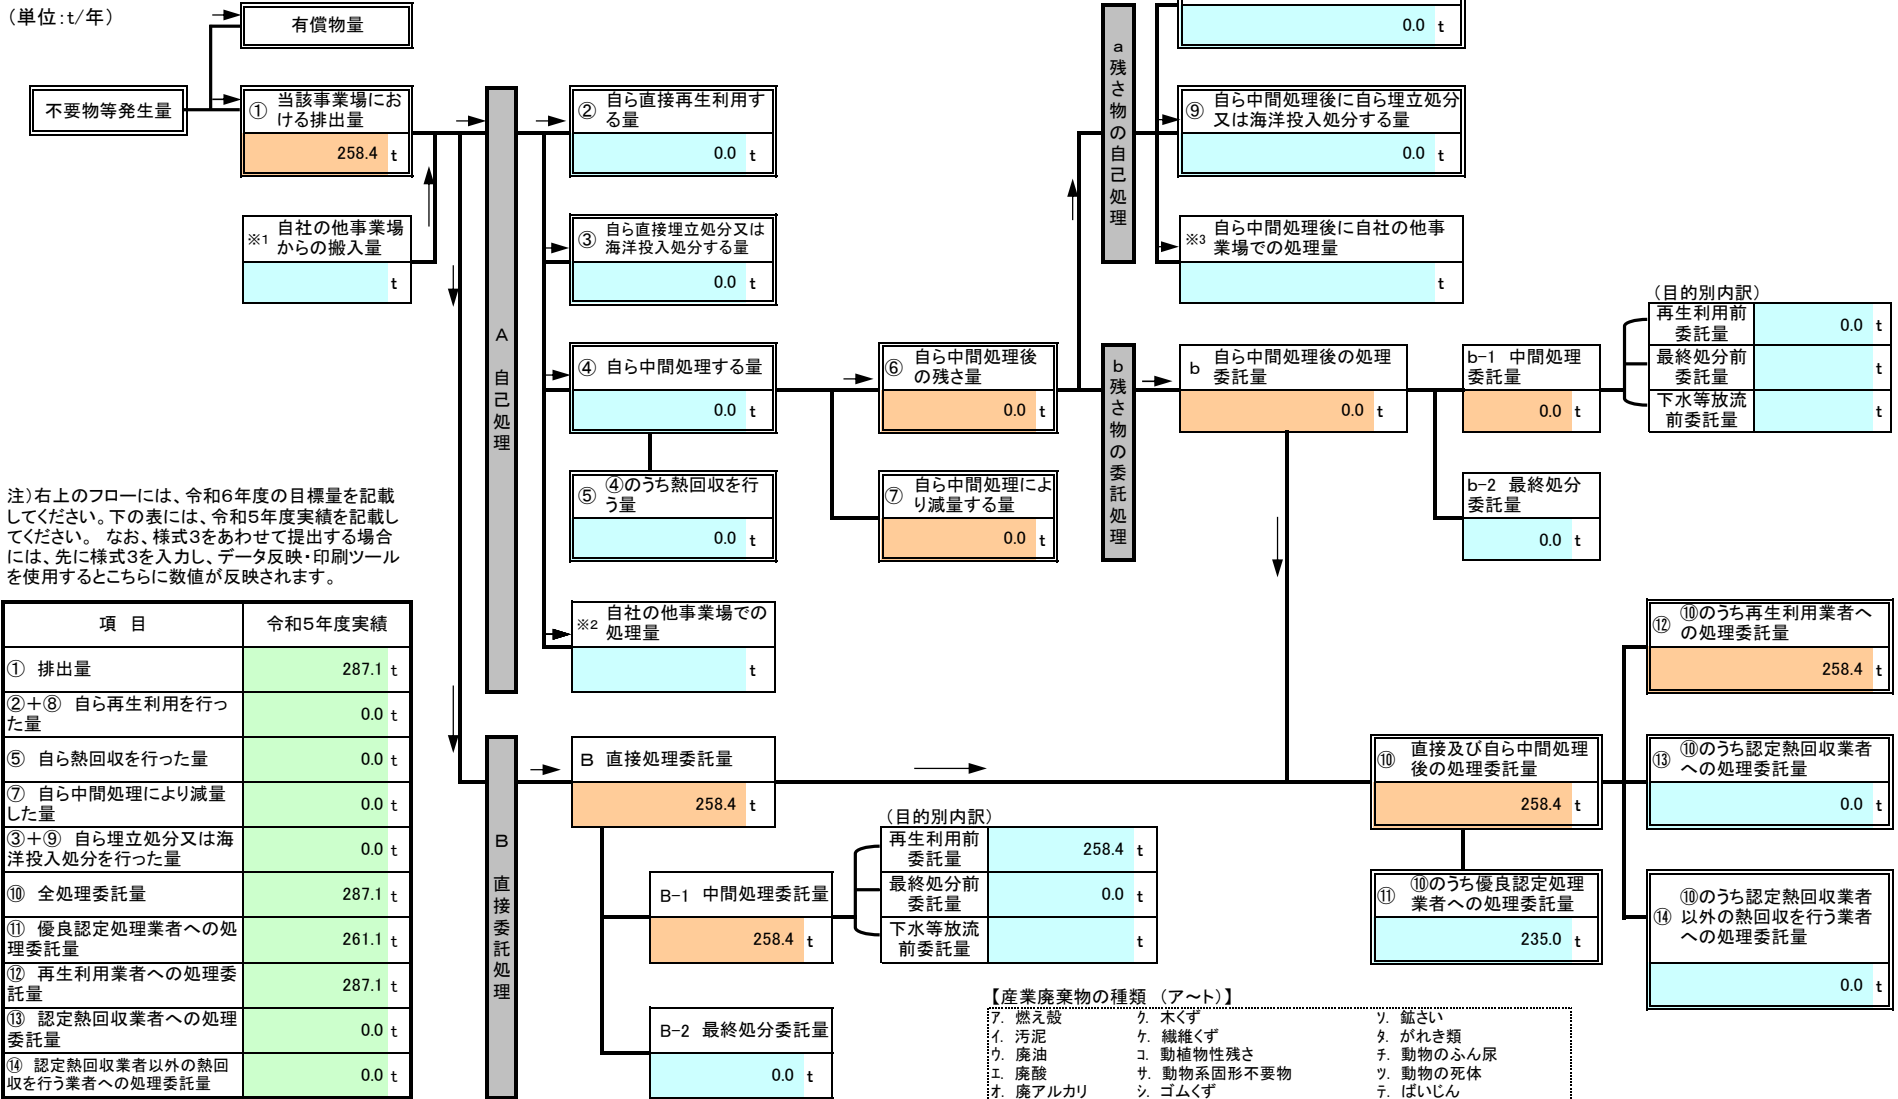 (単位:t/年)
有償物量
不要物等発生量
① 当該事業場における排出量
258.4 t
※1 自社の他事業場からの搬入量
t
A 自己処理
② 自ら直接再生利用する量
0.0 t
③ 自ら直接埋立処分又は海洋投入処分する量
0.0 t
④ 自ら中間処理する量
0.0 t
⑤ ④のうち熱回収を行う量
0.0 t
※2 自社の他事業場での処理量
t
⑥ 自ら中間処理後の残さ量
0.0 t
⑦ 自ら中間処理により減量する量
0.0 t
a 残さ物の自己処理
0.0 t
⑨ 自ら中間処理後に自ら埋立処分又は海洋投入処分する量
0.0 t
※3 自ら中間処理後に自社の他事業場での処理量
t
b 残さ物の委託処理
b 自ら中間処理後の処理委託量
0.0 t
b-1 中間処理委託量
0.0 t
(目的別内訳)
再生利用前委託量 0.0 t
最終処分前委託量 t
下水等放流前委託量 t
b-2 最終処分委託量
0.0 t
注)右上のフローには、令和6年度の目標量を記載
してください。下の表には、令和5年度実績を記載し
てください。 なお、様式3をあわせて提出する場合
には、先に様式3を入力し、データ反映・印刷ツール
を使用するとこちらに数値が反映されます。
項 目 令和5年度実績
① 排出量 287.1 t
②+⑧ 自ら再生利用を行った量 0.0 t
⑤ 自ら熱回収を行った量 0.0 t
⑦ 自ら中間処理により減量した量 0.0 t
③+⑨ 自ら埋立処分又は海洋投入処分を行った量 0.0 t
⑩ 全処理委託量 287.1 t
⑪ 優良認定処理業者への処理委託量 261.1 t
⑫ 再生利用業者への処理委託量 287.1 t
⑬ 認定熱回収業者への処理委託量 0.0 t
⑭ 認定熱回収業者以外の熱回収を行う業者への処理委託量 0.0 t
B 直接委託処理
B 直接処理委託量
258.4 t
B-1 中間処理委託量
258.4 t
(目的別内訳)
再生利用前委託量 258.4 t
最終処分前委託量 0.0 t
下水等放流前委託量 t
B-2 最終処分委託量
0.0 t
⑩ 直接及び自ら中間処理後の処理委託量
258.4 t
⑪ ⑩のうち優良認定処理業者への処理委託量
235.0 t
⑫ ⑩のうち再生利用業者への処理委託量
258.4 t
⑬ ⑩のうち認定熱回収業者への処理委託量
0.0 t
⑭ ⑩のうち認定熱回収業者以外の熱回収を行う業者への処理委託量
0.0 t
【産業廃棄物の種類 (ア~ト)】
ア. 燃え殻 ク. 木くず ソ. 鉱さい
イ. 汚泥 ケ. 繊維くず タ. がれき類
ウ. 廃油 コ. 動植物性残さ チ. 動物のふん尿
エ. 廃酸 サ. 動物系固形不要物 ツ. 動物の死体
オ. 廃アルカリ シ. ゴムくず テ. ばいじん